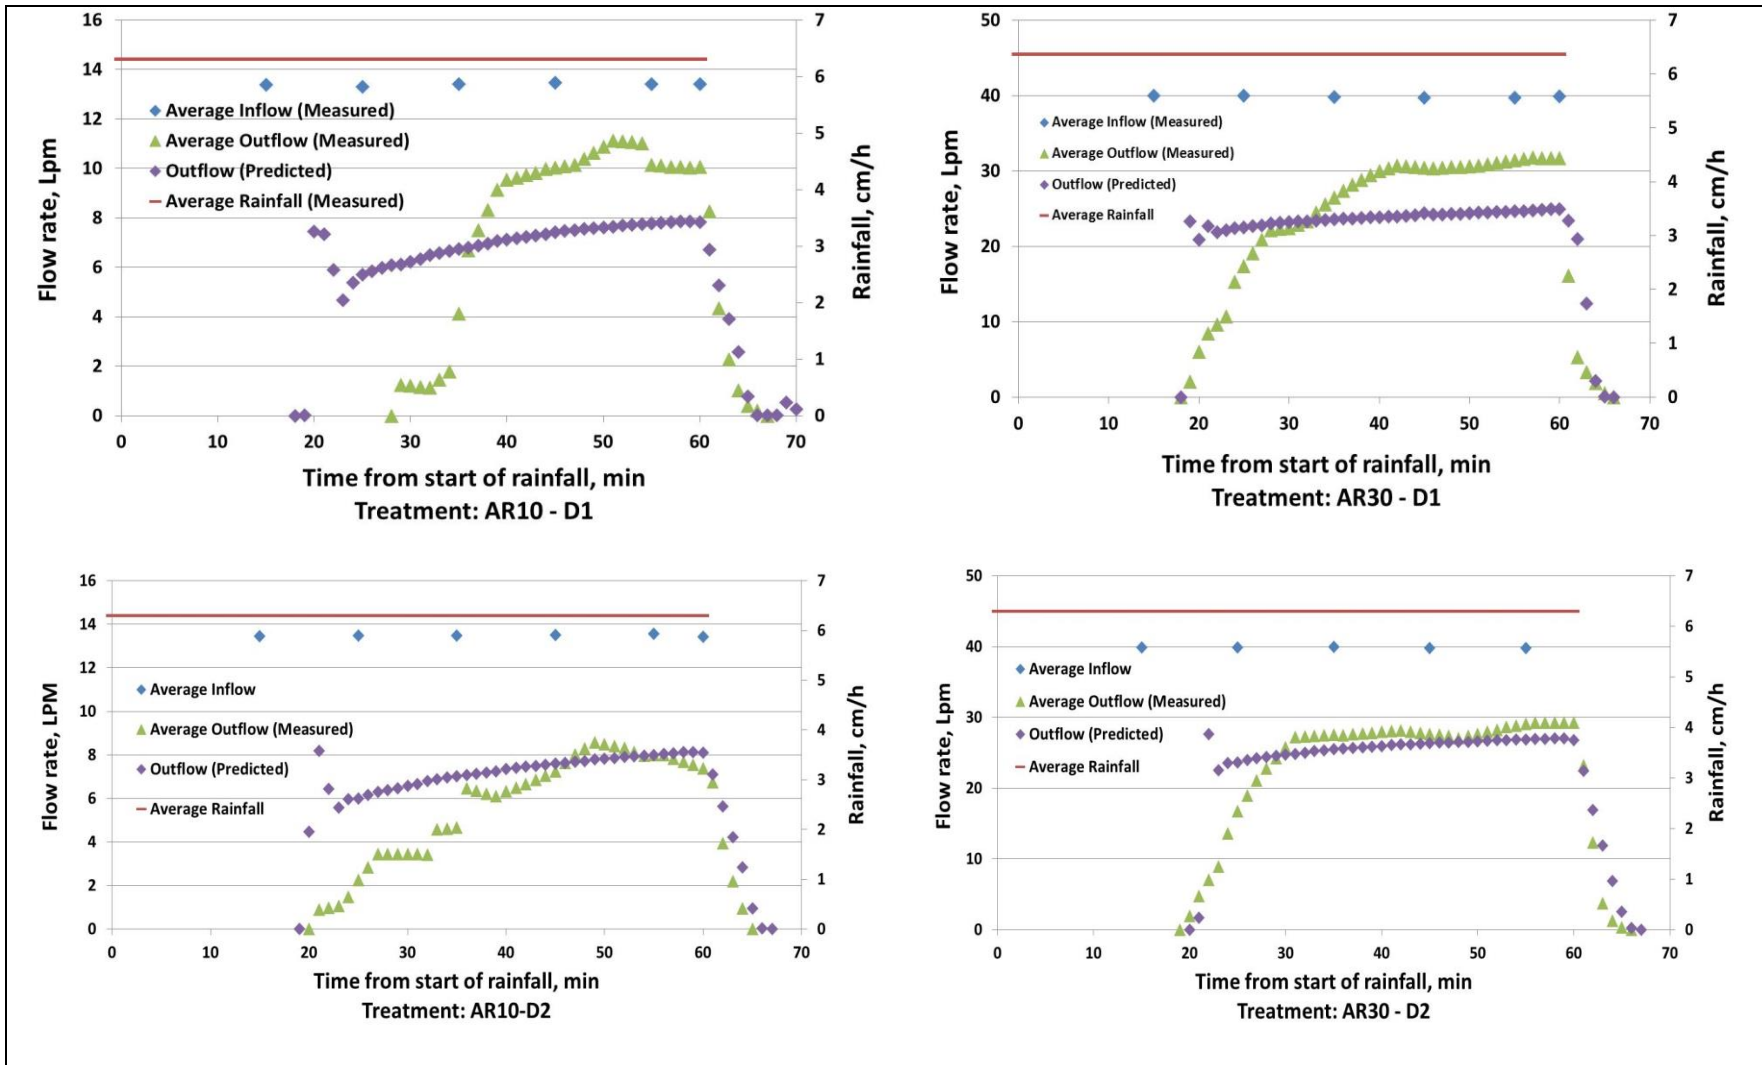 16
14
12
10
8
6
4
2
0
Flow rate, Lpm
Average Inflow (Measured)
Average Outflow (Measured)
Outflow (Predicted)
Average Rainfall (Measured)
7
6
5
4
3
2
1
0
Rainfall, cm/h
0 10 20 30 40 50 60 70
Time from start of rainfall, min
Treatment: AR10 - D1
50
40
30
20
10
0
Flow rate, Lpm
Average Inflow (Measured)
Average Outflow (Measured)
Outflow (Predicted)
Average Rainfall
7
6
5
4
3
2
1
0
Rainfall, cm/h
0 10 20 30 40 50 60 70
Time from start of rainfall, min
Treatment: AR30 - D1
16
14
12
10
8
6
4
2
0
Flow rate, LPM
Average Inflow
Average Outflow (Measured)
Outflow (Predicted)
Average Rainfall
7
6
5
4
3
2
1
0
Rainfall, cm/h
0 10 20 30 40 50 60 70
Time from start of rainfall, min
Treatment: AR10-D2
50
40
30
20
10
0
Flow rate, Lpm
Average Inflow
Average Outflow (Measured)
Outflow (Predicted)
Average Rainfall
7
6
5
4
3
2
1
0
Rainfall, cm/h
0 10 20 30 40 50 60 70
Time from start of rainfall, min
Treatment: AR30 - D2